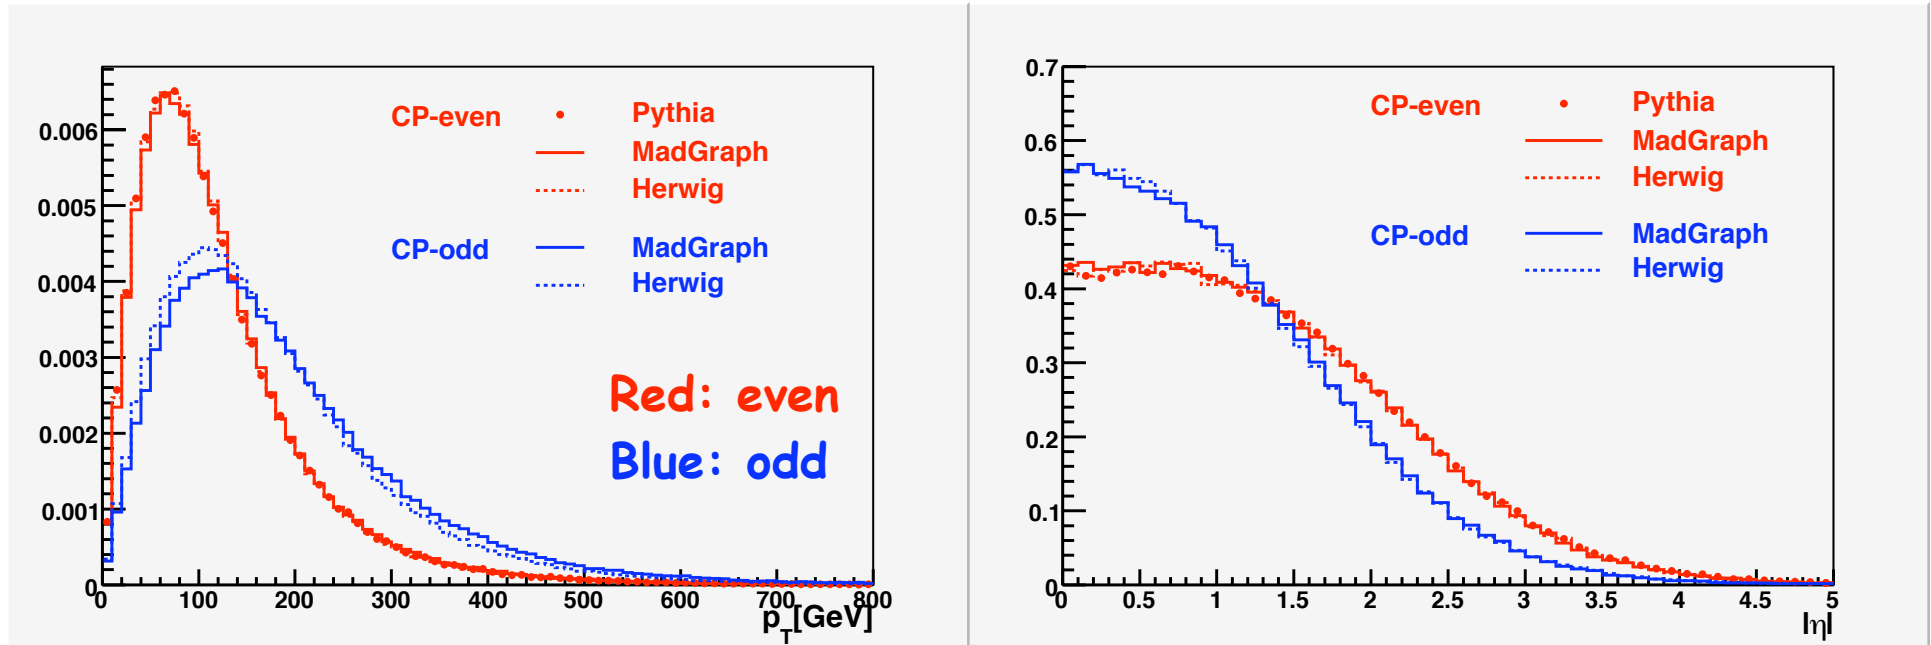 CP-even Pythia
MadGraph
Herwig
CP-odd MadGraph
Herwig
Red: even
Blue: odd
0.006
0.005
0.004
0.003
0.002
0.001
0
0 100 200 300 400 500 600 700 800
p_T[GeV]
CP-even Pythia
MadGraph
Herwig
CP-odd MadGraph
Herwig
0.7
0.6
0.5
0.4
0.3
0.2
0.1
0
0 0.5 1 1.5 2 2.5 3 3.5 4 4.5 5
|η|